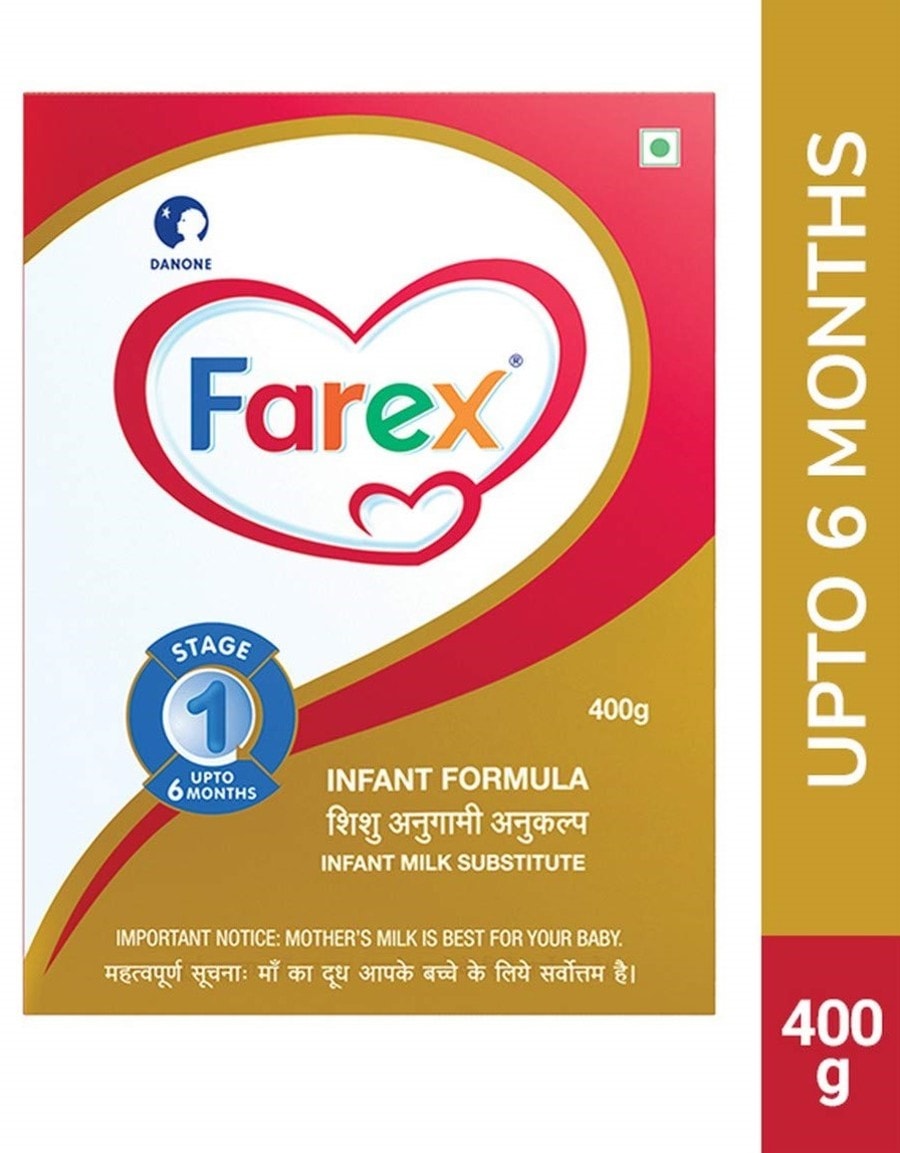 DANONE
Farex®
STAGE
1
UPTO
6 MONTHS
400g
INFANT FORMULA
शिशु अनुगामी अनुकल्प
INFANT MILK SUBSTITUTE
IMPORTANT NOTICE: MOTHER'S MILK IS BEST FOR YOUR BABY.
महत्वपूर्ण सूचनाः माँ का दूध आपके बच्चे के लिये सर्वोत्तम है।
UPTO 6 MONTHS
400
g